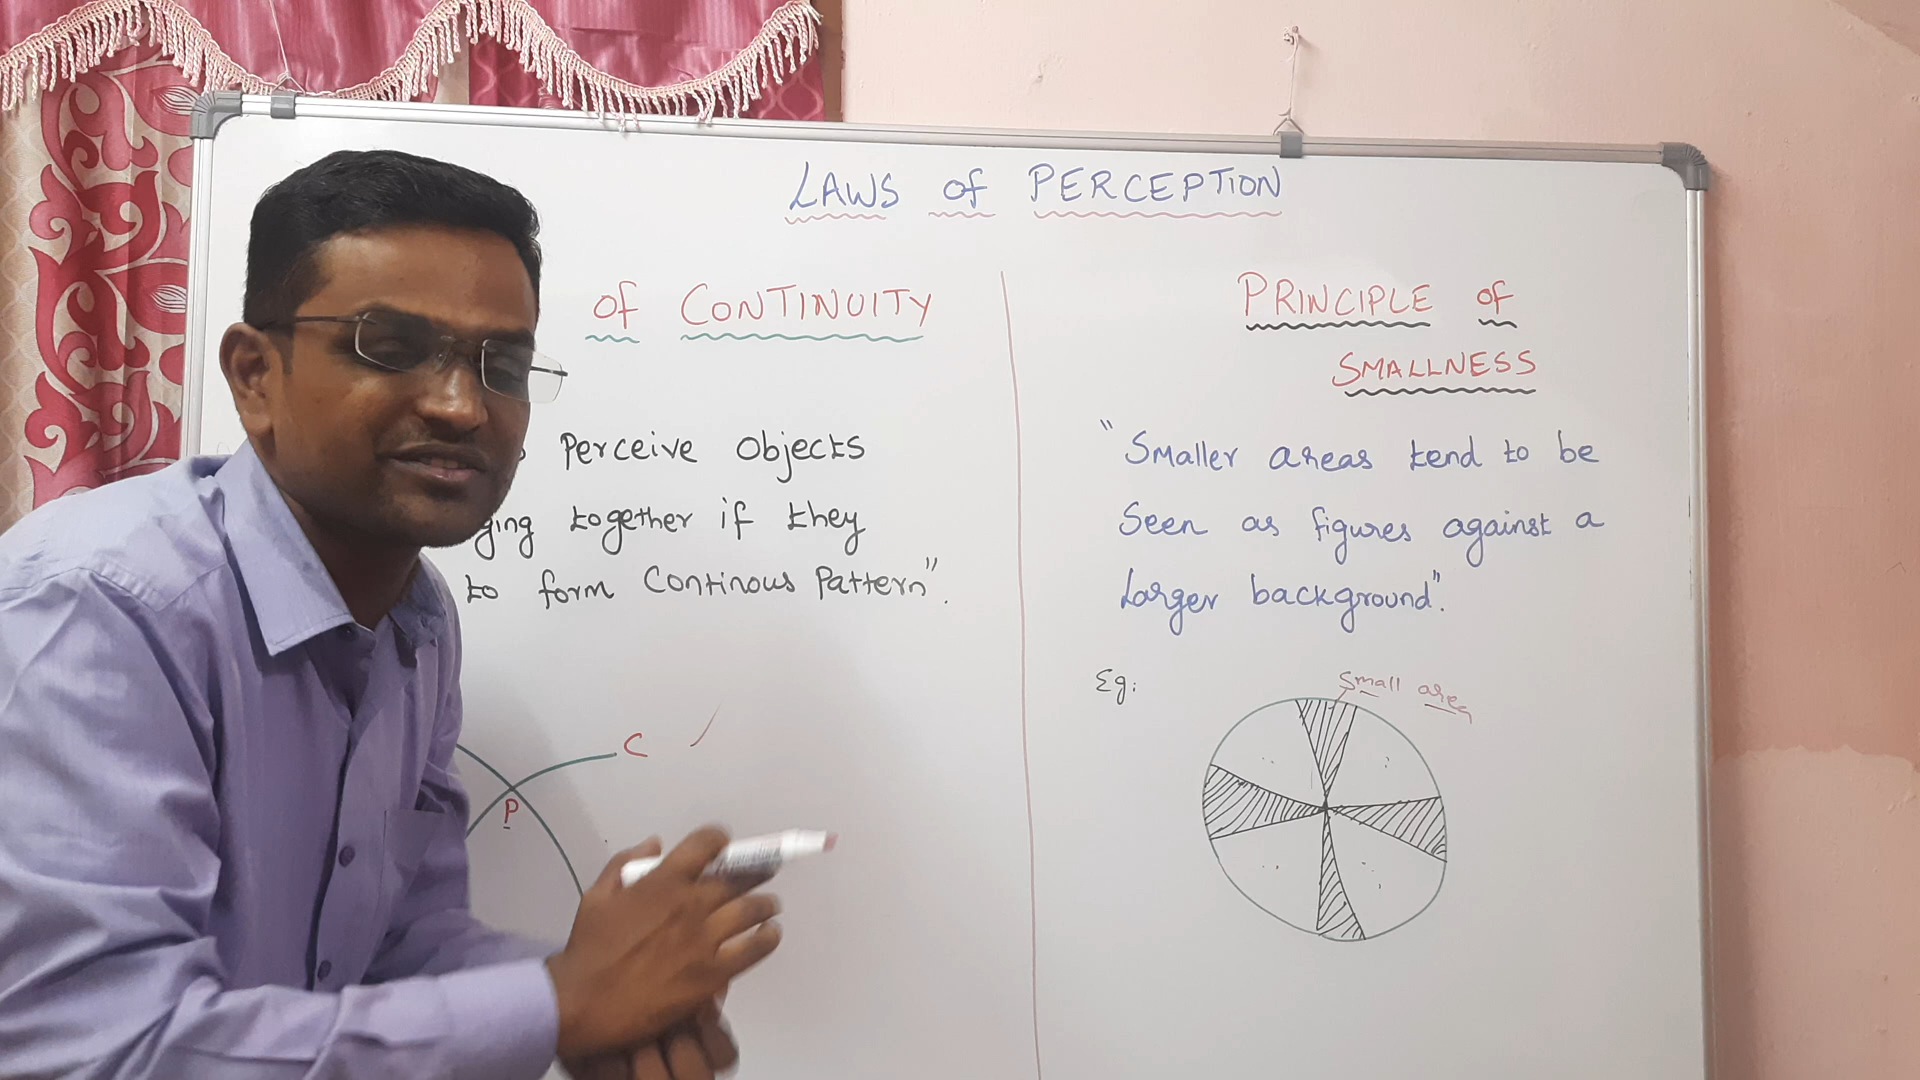 LAWS of PERCEPTION
of CONTINUITY
Perceive Objects
ging together if they
to form Continous Pattern".
C
P
PRINCIPLE of
SMALLNESS
"Smaller areas tend to be
Seen as figures against a
Larger background".
Eg:
Small area